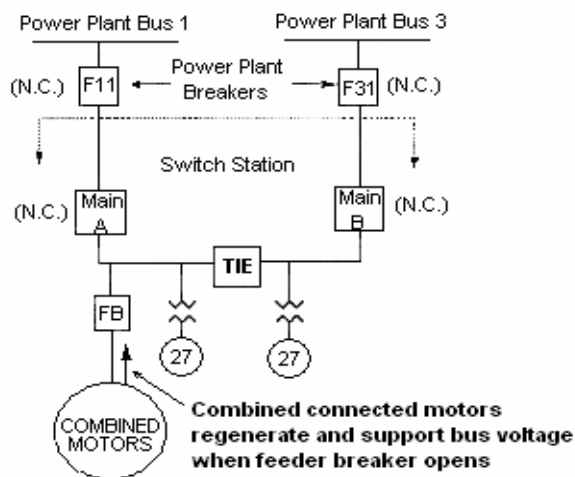 Power Plant Bus 1
Power Plant Bus 3
(N.C.)
F11
Power Plant
Breakers
F31
(N.C.)
Switch Station
(N.C.)
Main
A
Main
B
(N.C.)
TIE
FB
27
27
COMBINED
MOTORS
Combined connected motors
regenerate and support bus voltage
when feeder breaker opens